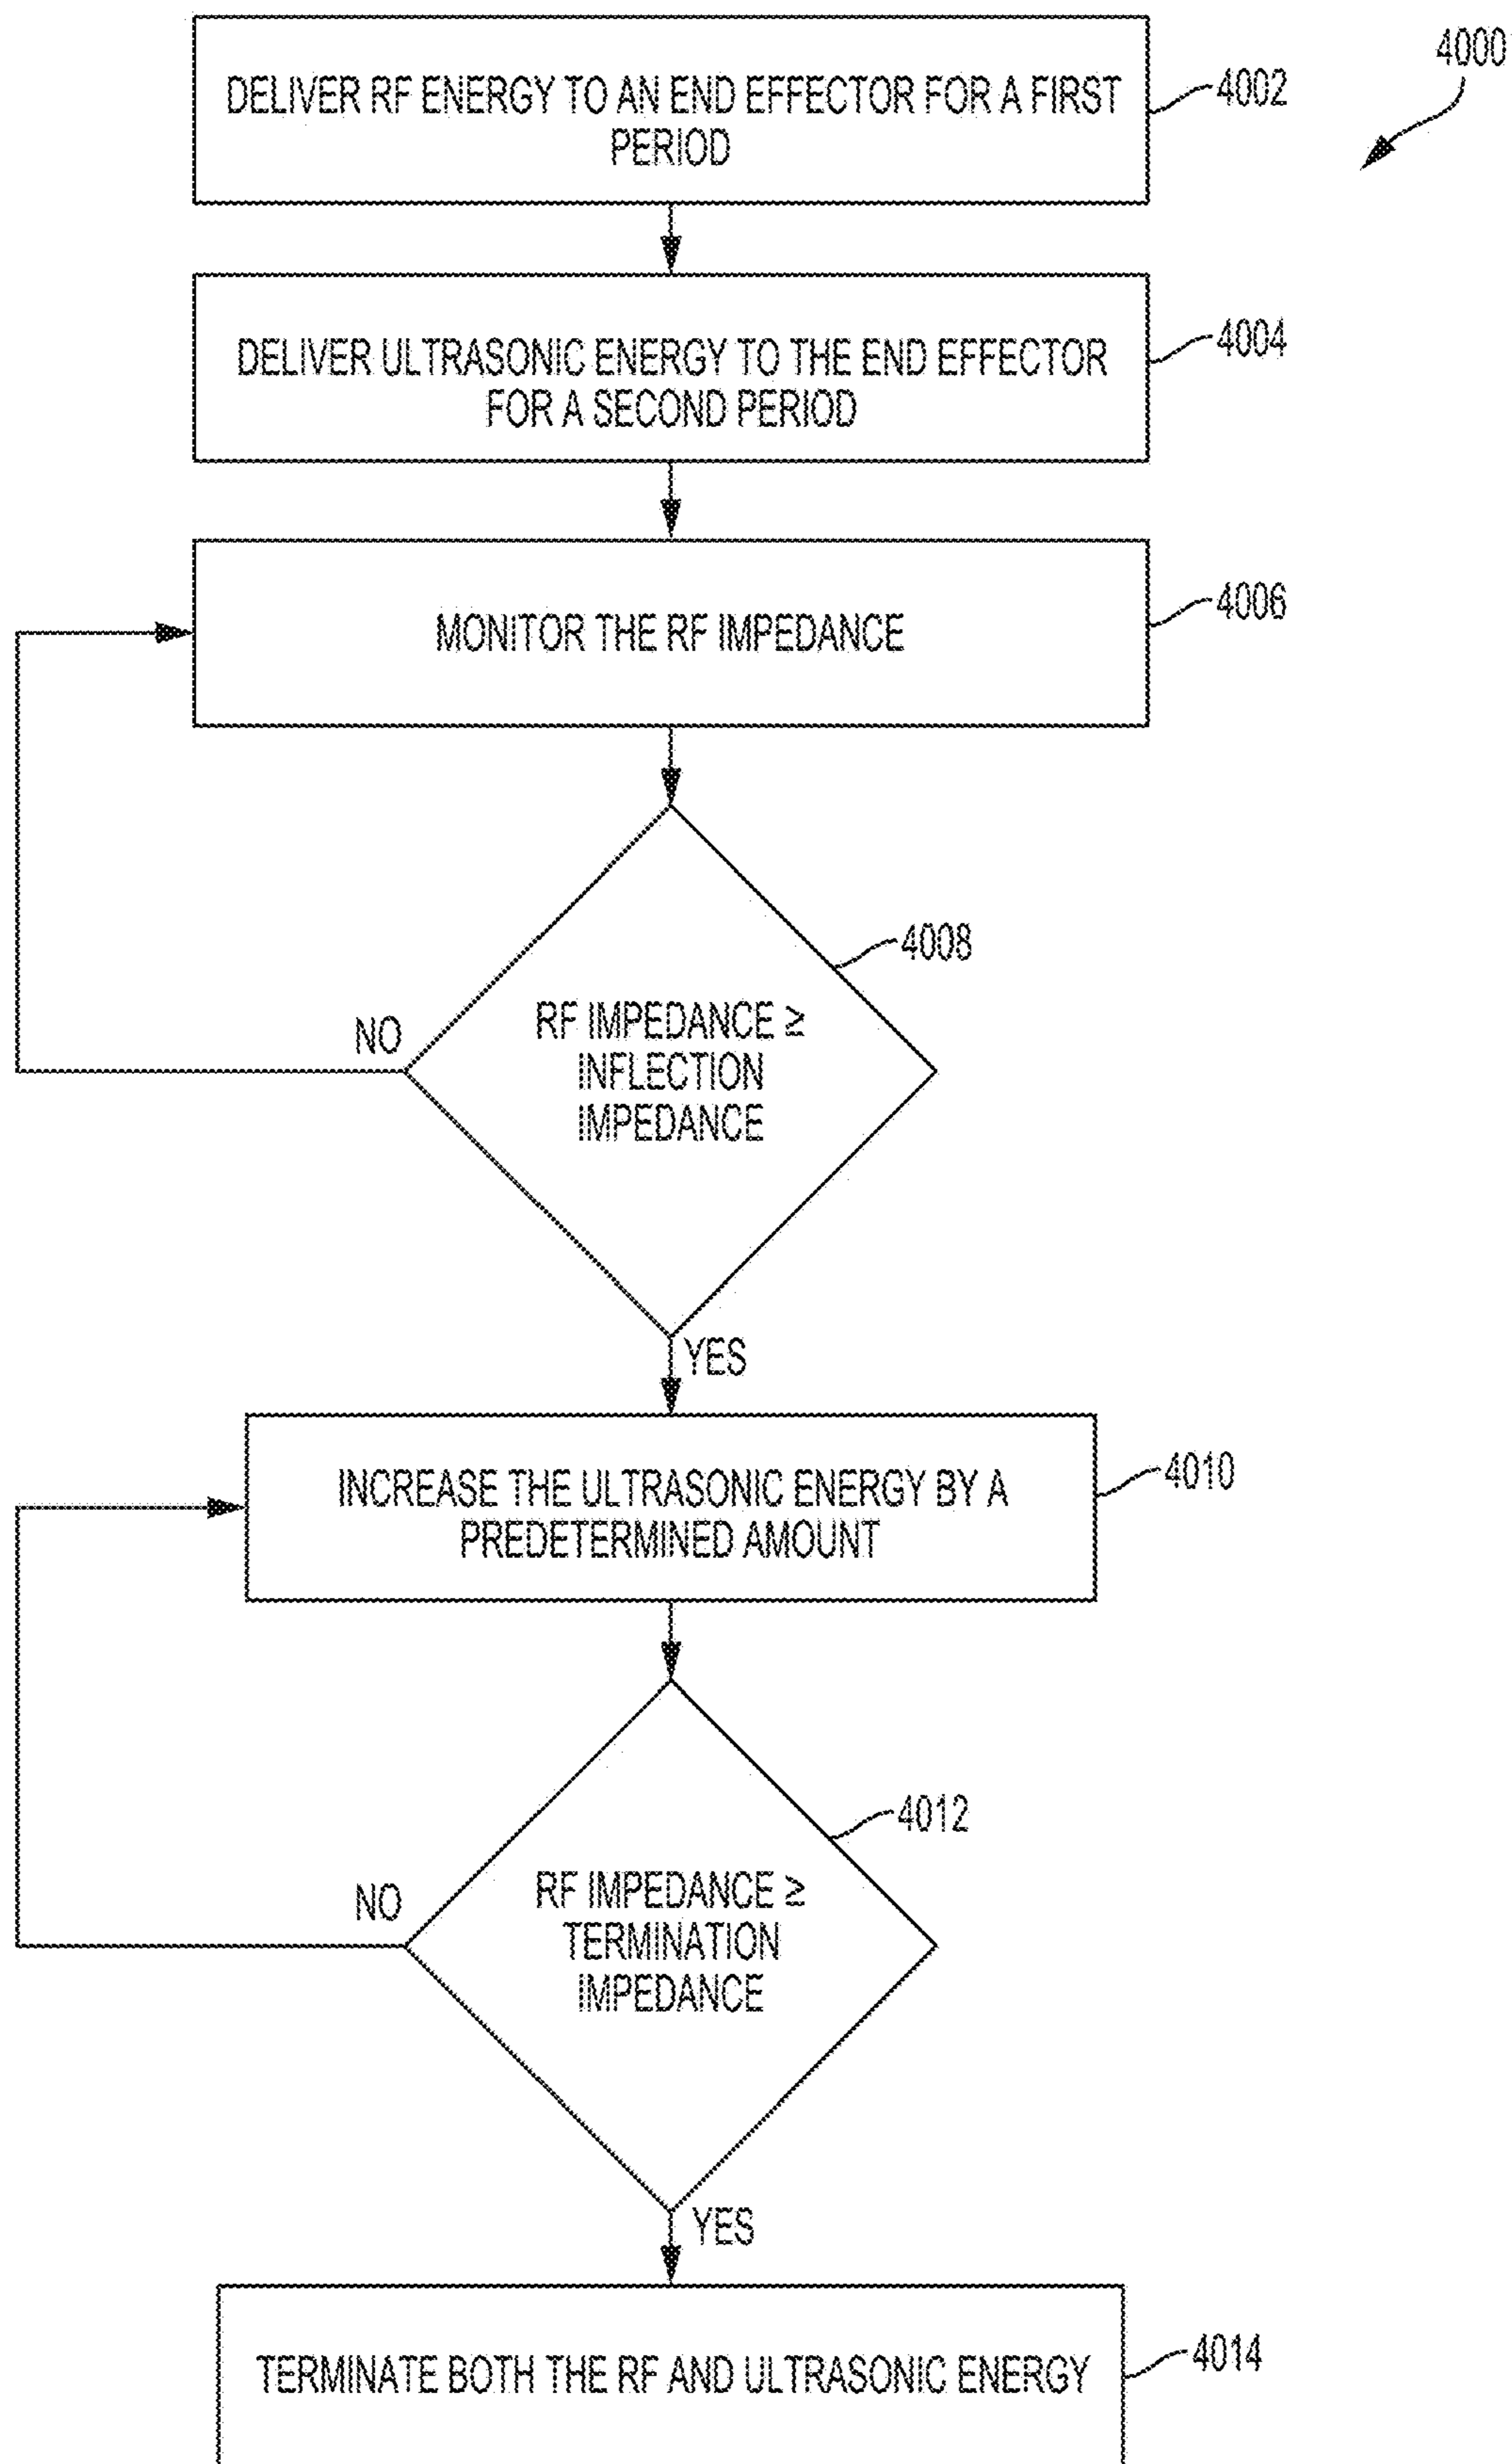 4000
DELIVER RF ENERGY TO AN END EFFECTOR FOR A FIRST
PERIOD
4002
DELIVER ULTRASONIC ENERGY TO THE END EFFECTOR
FOR A SECOND PERIOD
4004
MONITOR THE RF IMPEDANCE
4006
4008
RF IMPEDANCE ≥
INFLECTION
IMPEDANCE
NO
YES
INCREASE THE ULTRASONIC ENERGY BY A
PREDETERMINED AMOUNT
4010
4012
RF IMPEDANCE ≥
TERMINATION
IMPEDANCE
NO
YES
TERMINATE BOTH THE RF AND ULTRASONIC ENERGY
4014